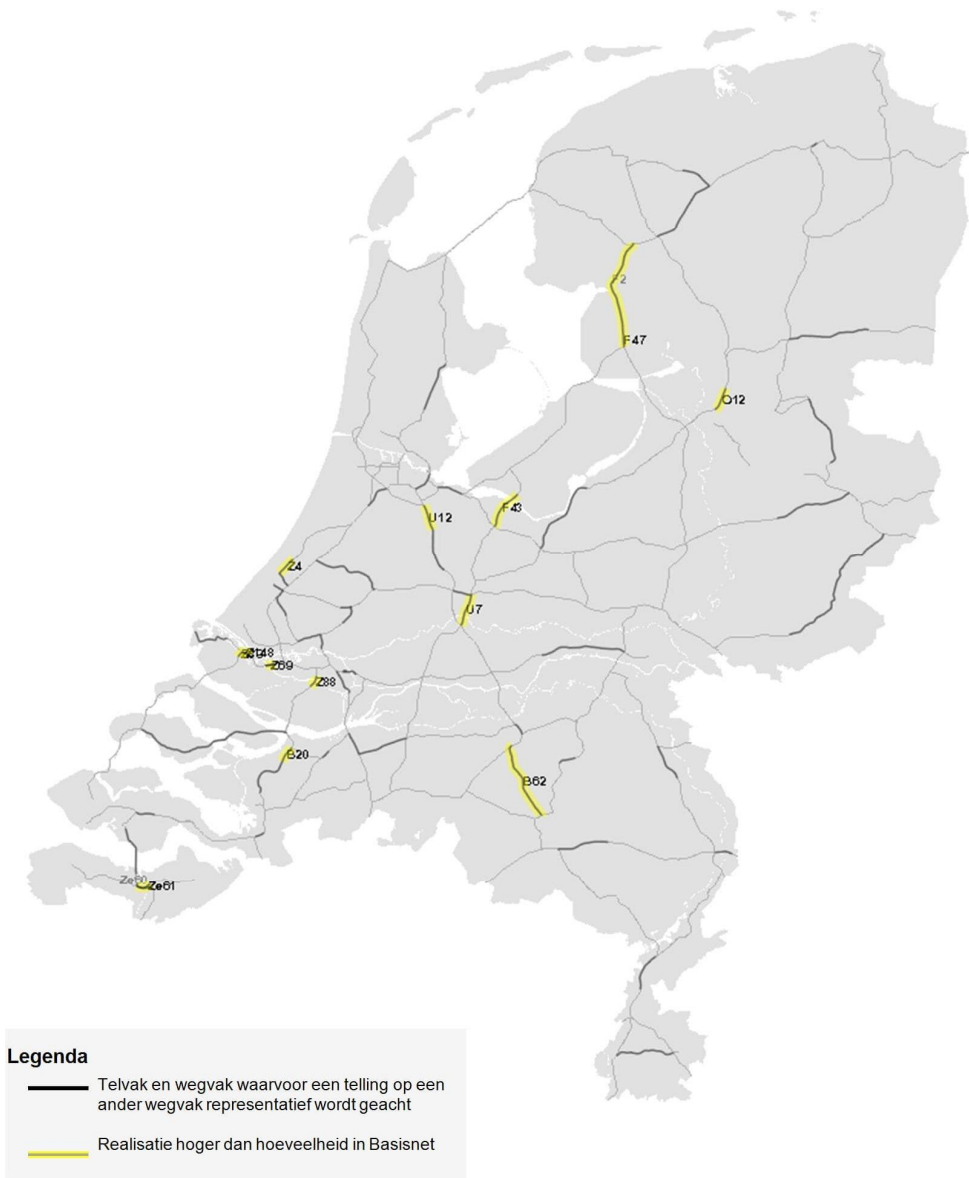 F2
F47
O12
F43
U12
Z4
U7
Z69
Z88
B20
B62
Ze60
Ze61
Legenda
Telvak en wegvak waarvoor een telling op een
ander wegvak representatief wordt geacht
Realisatie hoger dan hoeveelheid in Basisnet